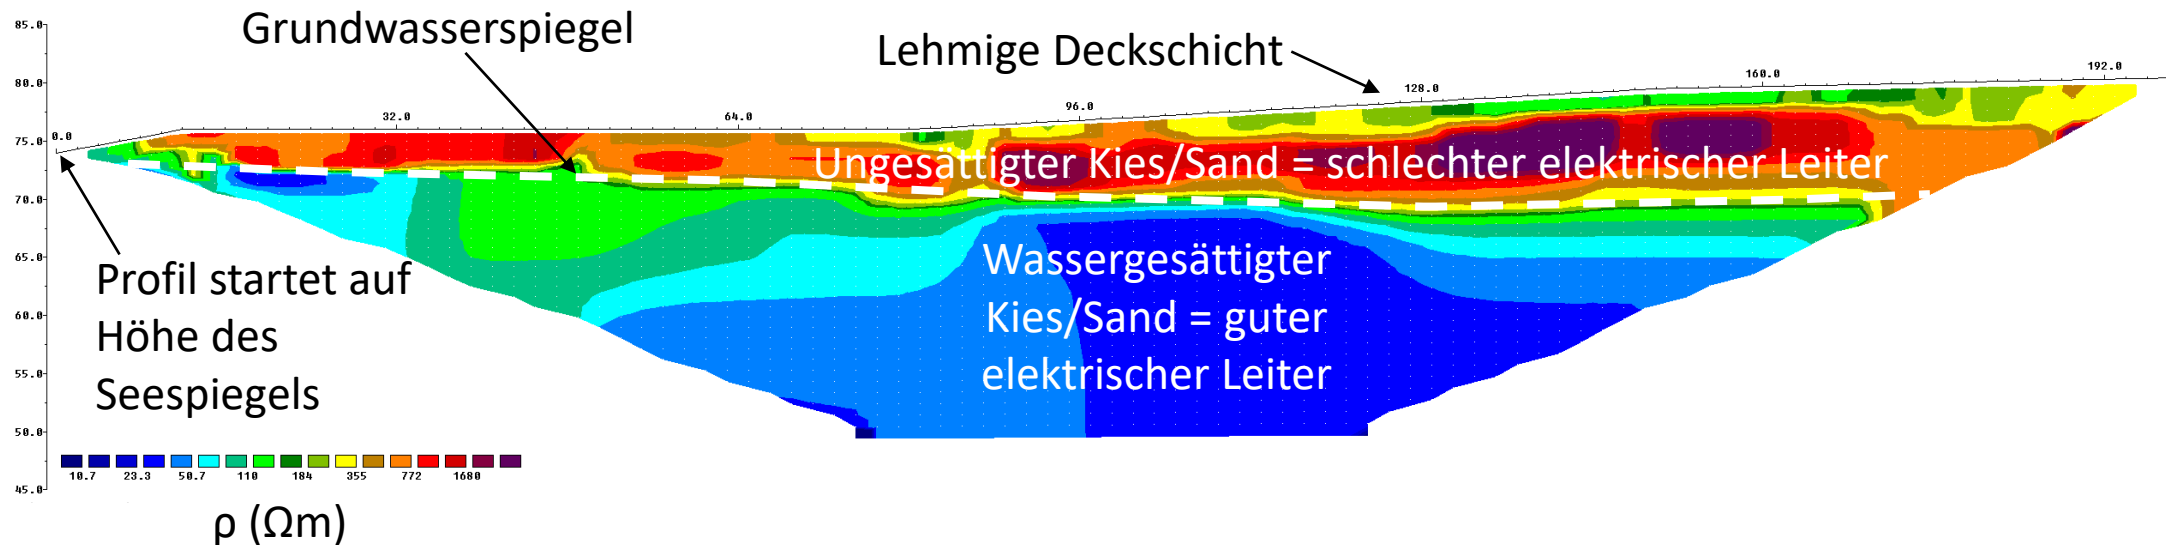 85.0
80.0
75.0
70.0
65.0
60.0
55.0
50.0
45.0
Grundwasserspiegel
Lehmige Deckschicht
0.0
32.0
64.0
96.0
128.0
160.0
192.0
Ungesättigter Kies/Sand = schlechter elektrischer Leiter
Wassergesättigter
Kies/Sand = guter
elektrischer Leiter
Profil startet auf
Höhe des
Seespiegels
10.7 23.3 50.7 110 184 355 772 1680
ρ (Ωm)